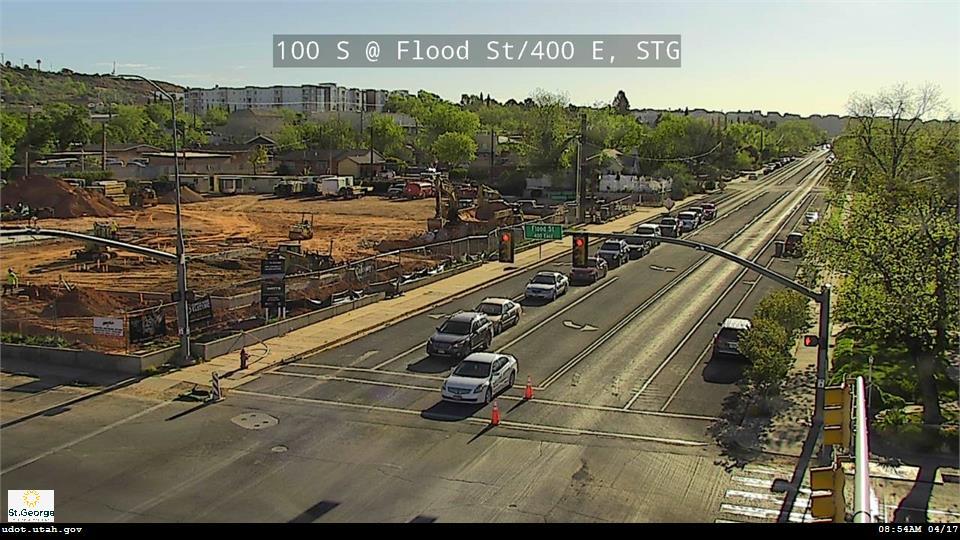 100 S @ Flood St/400 E, STG
Flood St
400 East
St.George
udot.utah.gov
08:54AM 04/17